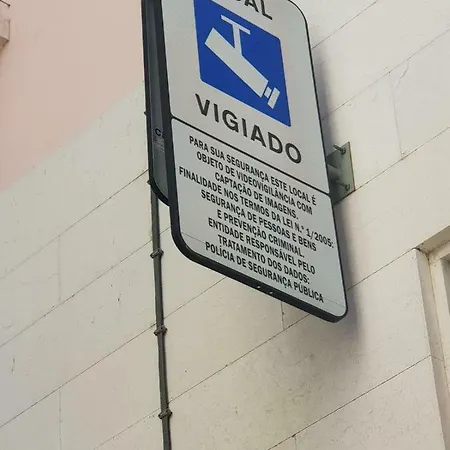 VIGIADO
PARA SUA SEGURANÇA ESTE LOCAL É
OBJETO DE VIDEOVIGILÂNCIA COM
CAPTAÇÃO DE IMAGENS.
FINALIDADE NOS TERMOS DA LEI N.º 1/2005:
SEGURANÇA DE PESSOAS E BENS
E PREVENÇÃO CRIMINAL.
ENTIDADE RESPONSÁVEL PELO
TRATAMENTO DOS DADOS:
POLÍCIA DE SEGURANÇA PÚBLICA